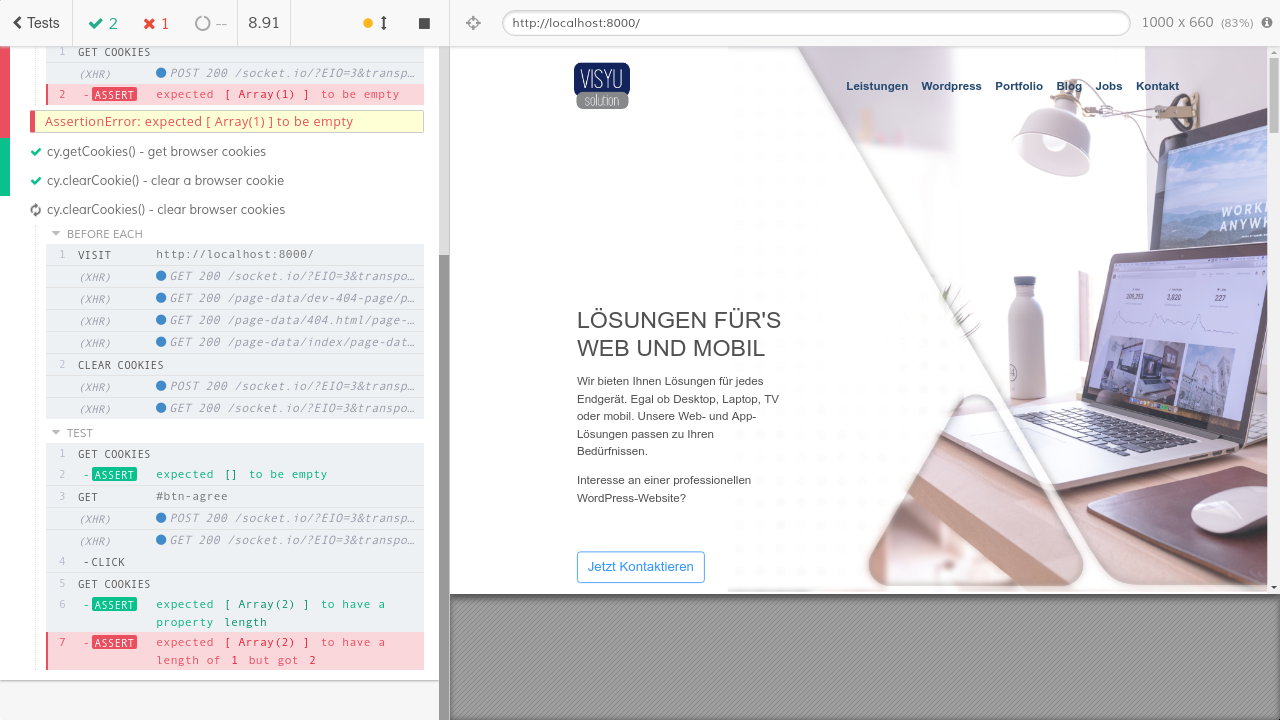 Tests 2 1 -- 8.91
http://localhost:8000/ 1000 x 660 (83%)
1 GET COOKIES
(XHR) POST 200 /socket.io/?EIO=3&transp…
2 -ASSERT expected [ Array(1) ] to be empty
AssertionError: expected [ Array(1) ] to be empty
cy.getCookies() - get browser cookies
cy.clearCookie() - clear a browser cookie
cy.clearCookies() - clear browser cookies
BEFORE EACH
1 VISIT http://localhost:8000/
(XHR) GET 200 /socket.io/?EIO=3&transpo…
(XHR) GET 200 /page-data/dev-404-page/p…
(XHR) GET 200 /page-data/404.html/page-…
(XHR) GET 200 /page-data/index/page-dat…
2 CLEAR COOKIES
(XHR) POST 200 /socket.io/?EIO=3&transp…
(XHR) GET 200 /socket.io/?EIO=3&transpo…
TEST
1 GET COOKIES
2 -ASSERT expected [] to be empty
3 GET #btn-agree
(XHR) POST 200 /socket.io/?EIO=3&transp…
(XHR) GET 200 /socket.io/?EIO=3&transpo…
4 -CLICK
5 GET COOKIES
6 -ASSERT expected [ Array(2) ] to have a
property length
7 -ASSERT expected [ Array(2) ] to have a
length of 1 but got 2
VISYU
solution
Leistungen Wordpress Portfolio Blog Jobs Kontakt
LÖSUNGEN FÜR'S
WEB UND MOBIL
Wir bieten Ihnen Lösungen für jedes
Endgerät. Egal ob Desktop, Laptop, TV
oder mobil. Unsere Web- und App-
Lösungen passen zu Ihren
Bedürfnissen.
Interesse an einer professionellen
WordPress-Website?
Jetzt Kontaktieren